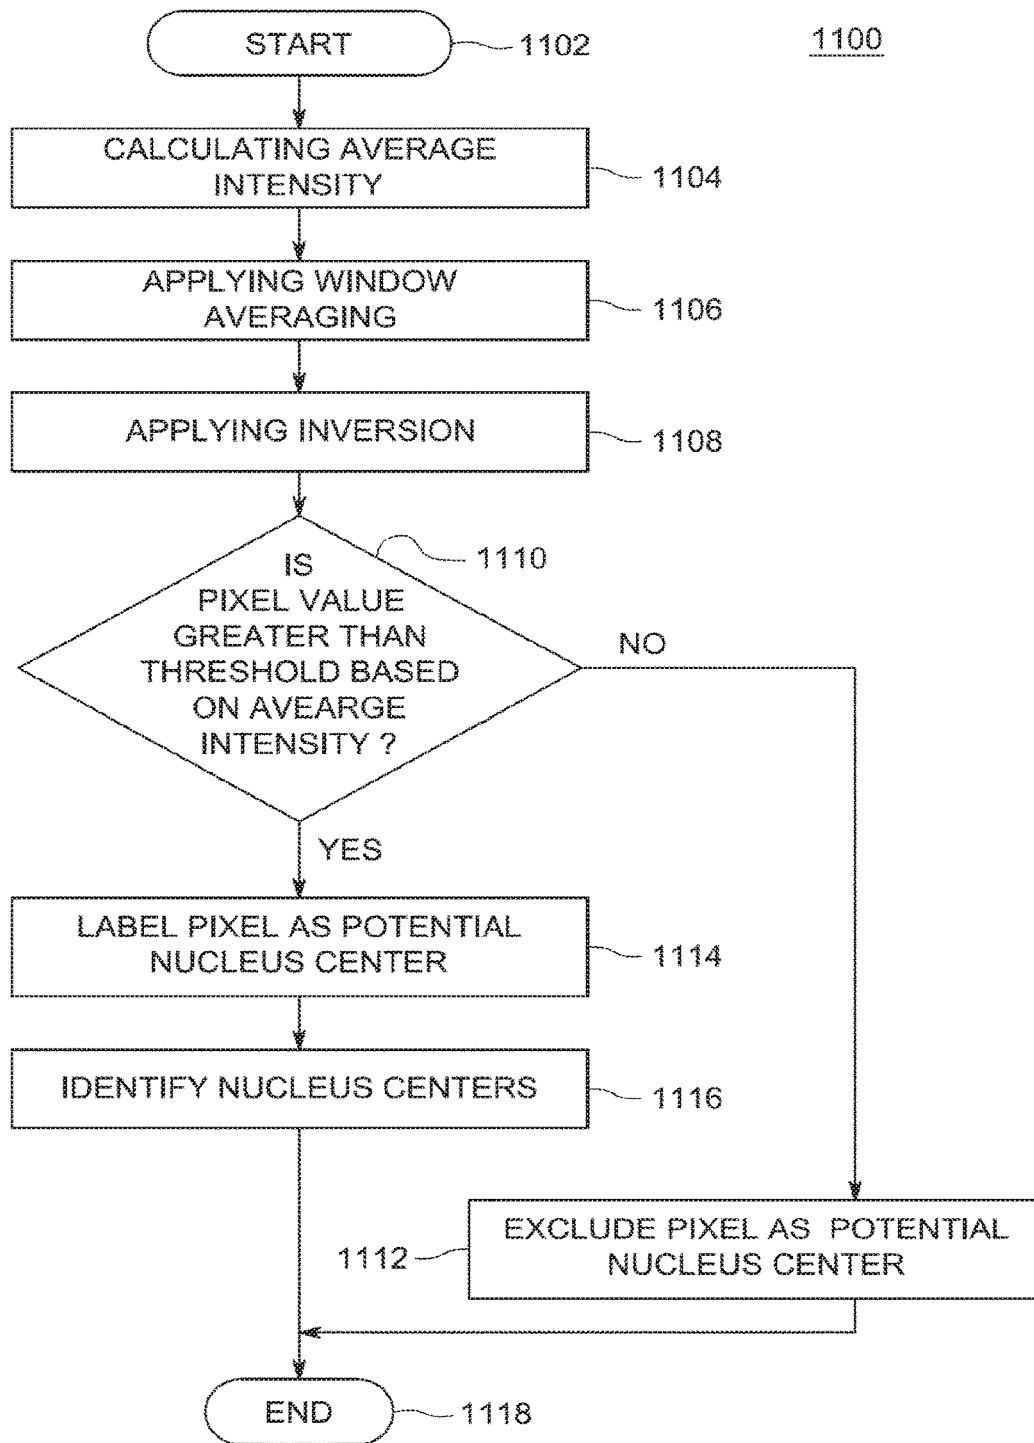 START
1102
1100
CALCULATING AVERAGE
INTENSITY
1104
APPLYING WINDOW
AVERAGING
1106
APPLYING INVERSION
1108
IS
PIXEL VALUE
GREATER THAN
THRESHOLD BASED
ON AVEARGE
INTENSITY ?
1110
NO
YES
LABEL PIXEL AS POTENTIAL
NUCLEUS CENTER
1114
IDENTIFY NUCLEUS CENTERS
1116
EXCLUDE PIXEL AS POTENTIAL
NUCLEUS CENTER
1112
END
1118